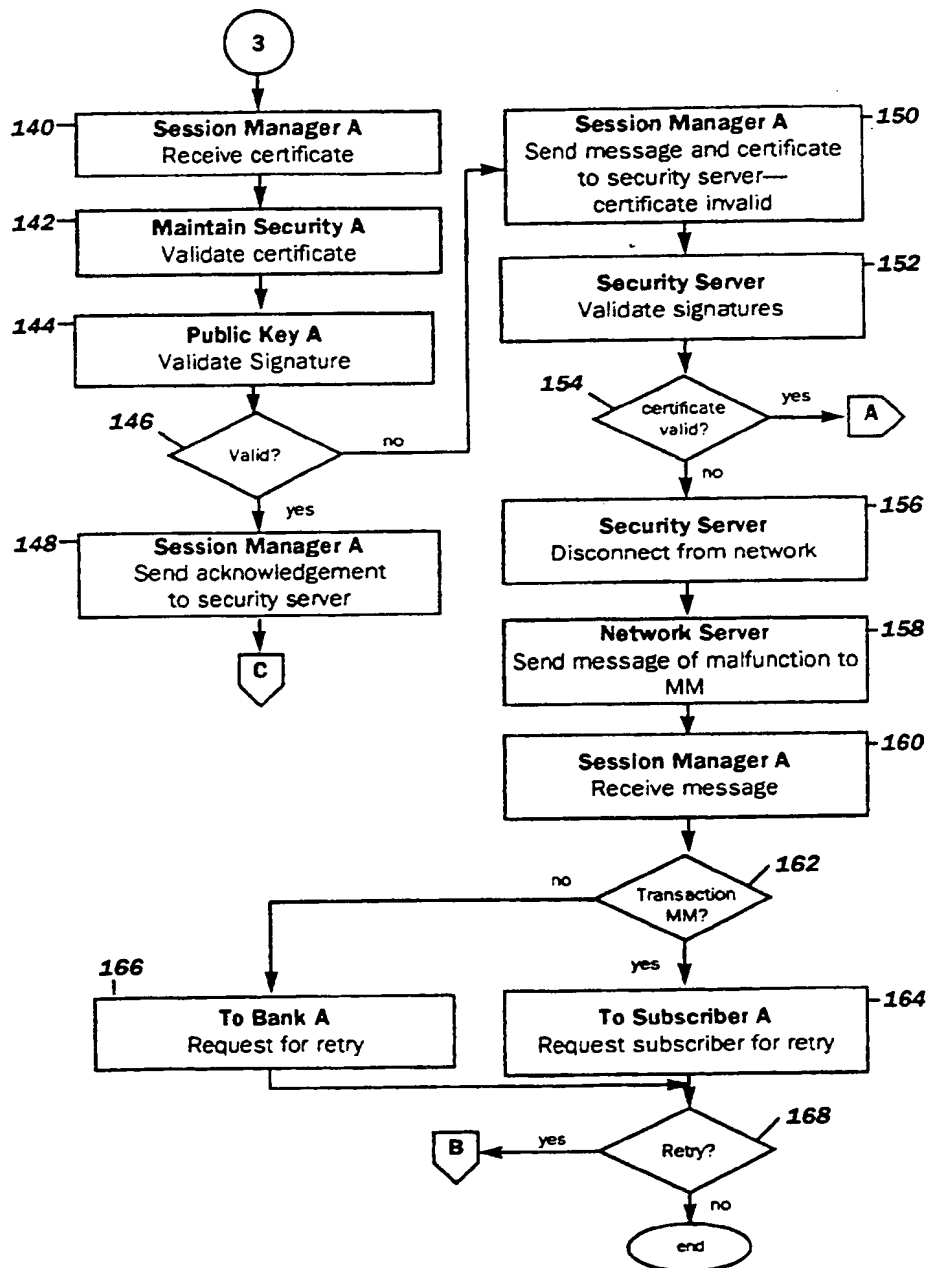 3
140
Session Manager A
Receive certificate
142
Maintain Security A
Validate certificate
144
Public Key A
Validate Signature
146
Valid?
no
yes
148
Session Manager A
Send acknowledgement
to security server
C
150
Session Manager A
Send message and certificate
to security server—
certificate invalid
152
Security Server
Validate signatures
154
certificate
valid?
yes
A
no
156
Security Server
Disconnect from network
158
Network Server
Send message of malfunction to
MM
160
Session Manager A
Receive message
162
Transaction
MM?
no
yes
166
To Bank A
Request for retry
164
To Subscriber A
Request subscriber for retry
168
Retry?
yes
B
no
end